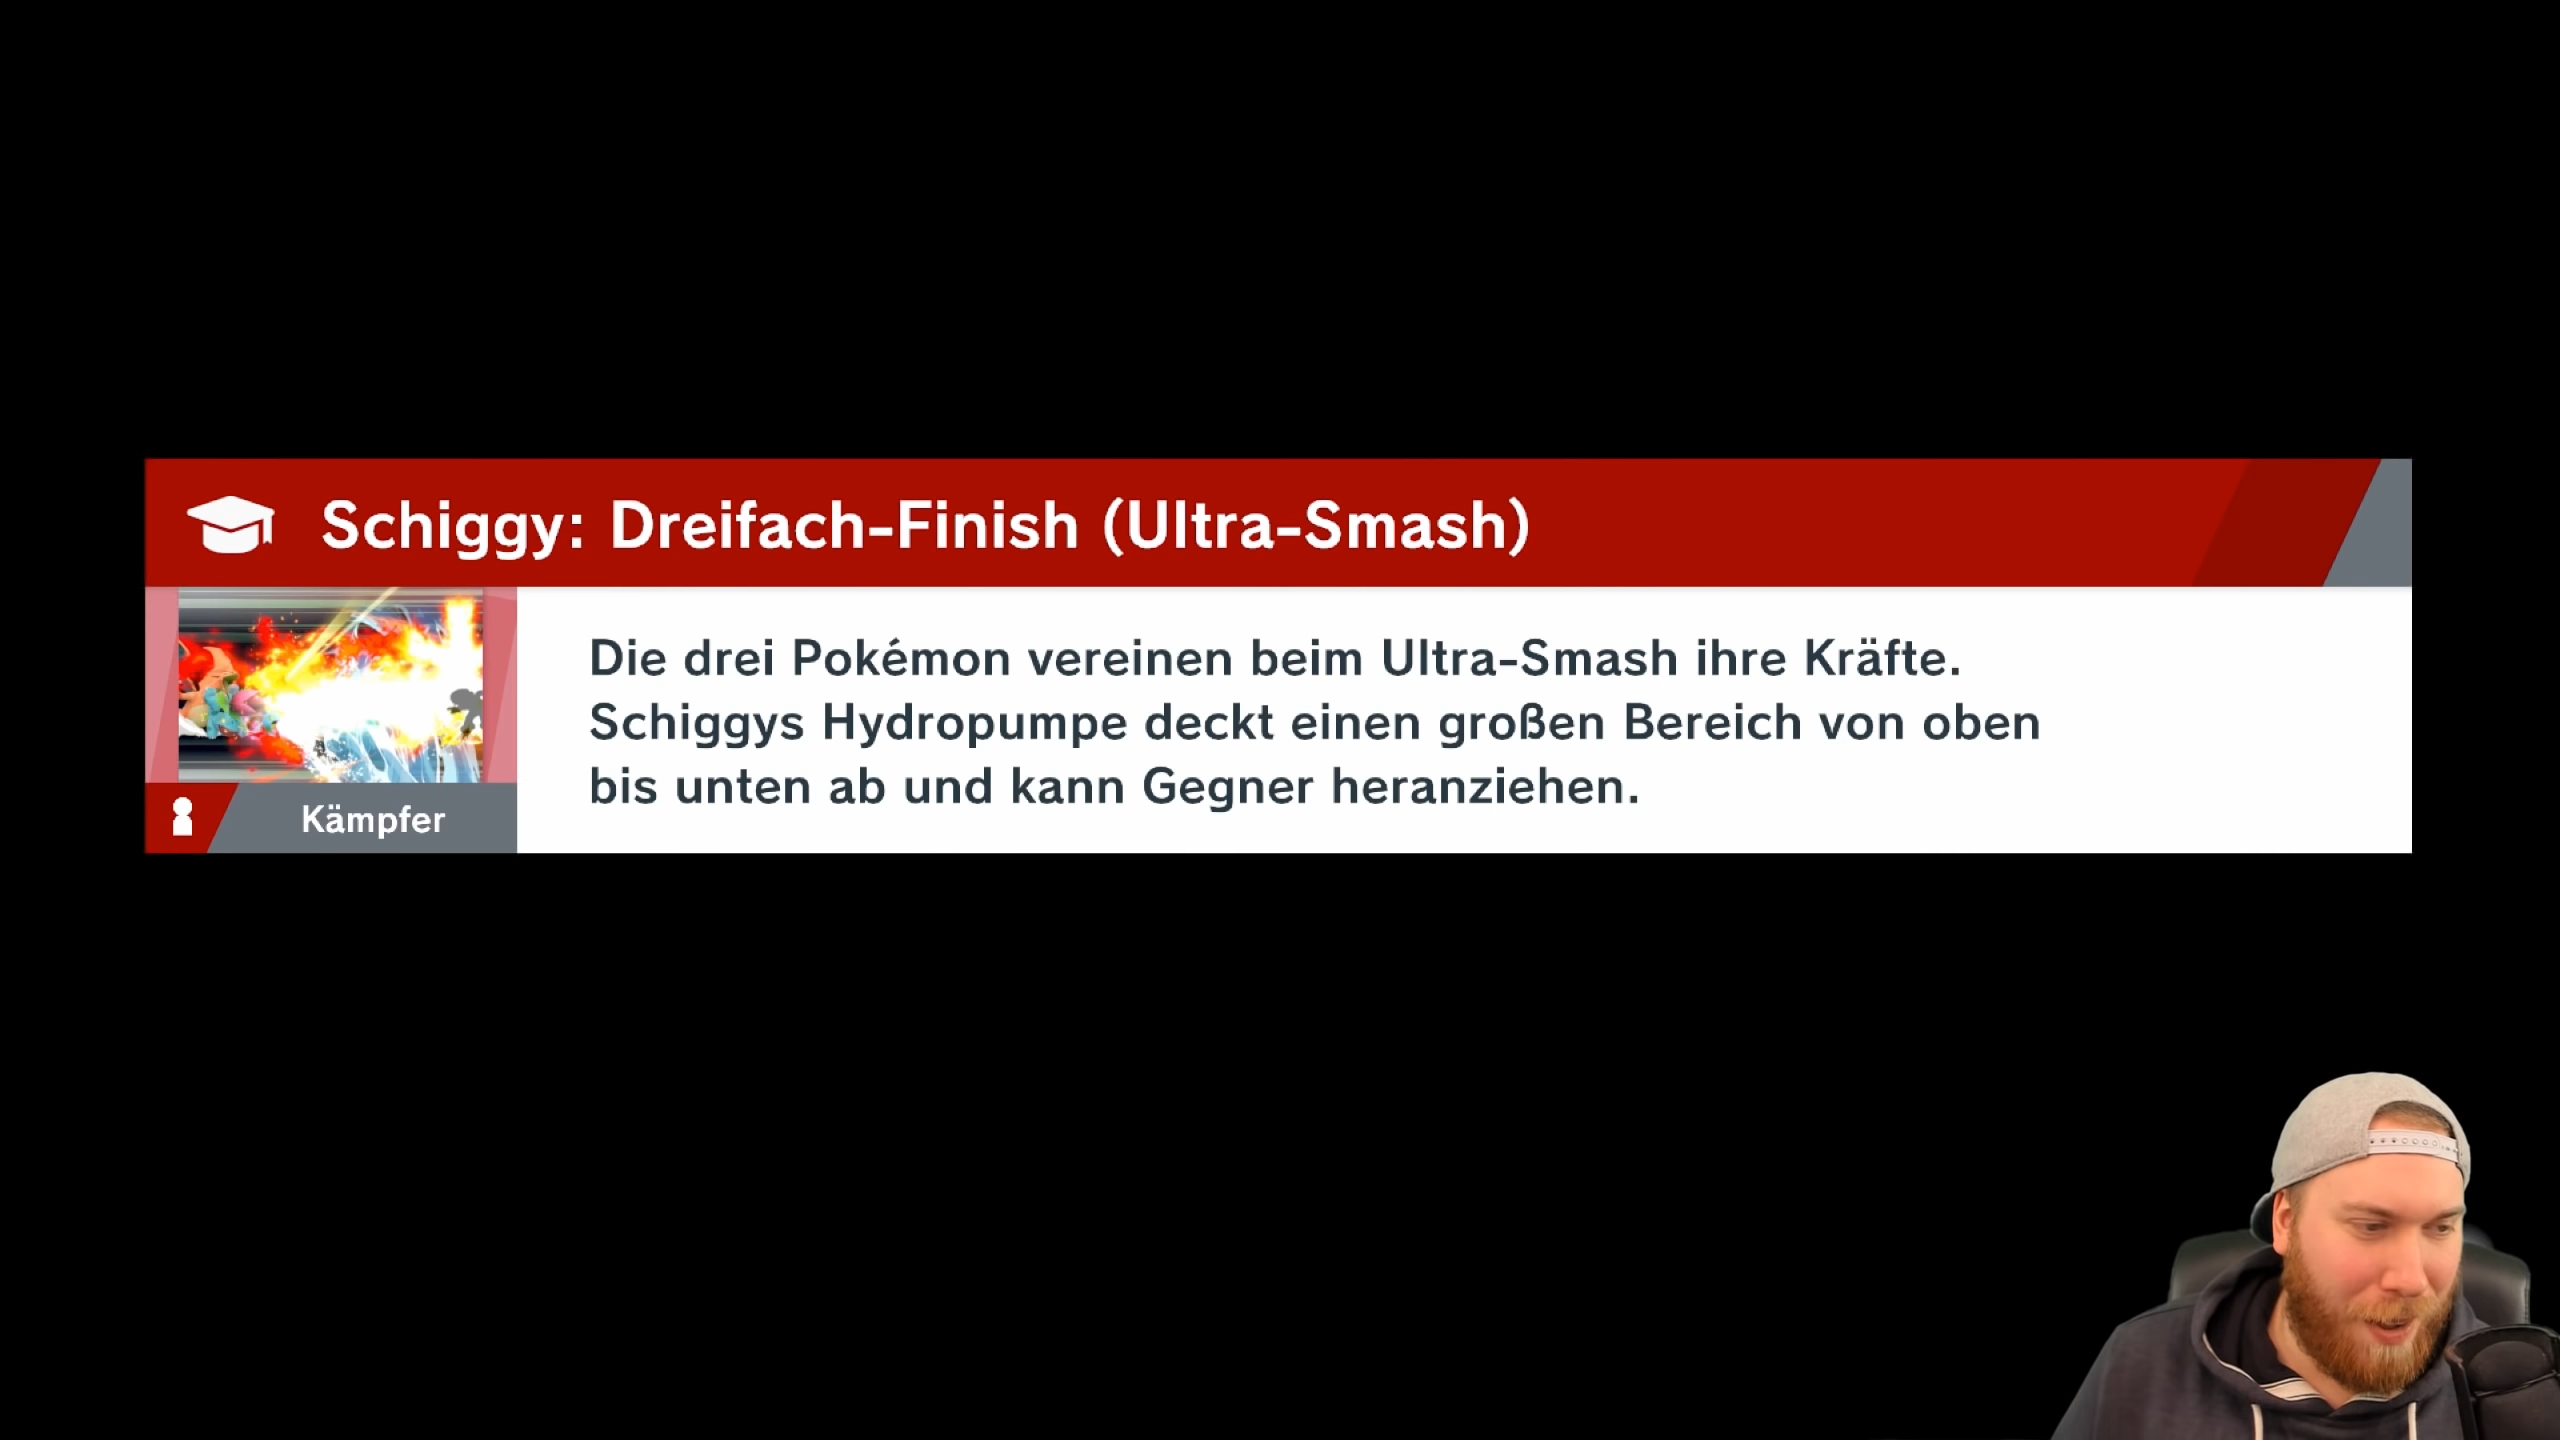 Schiggy: Dreifach-Finish (Ultra-Smash)
Die drei Pokémon vereinen beim Ultra-Smash ihre Kräfte.
Schiggys Hydropumpe deckt einen großen Bereich von oben
bis unten ab und kann Gegner heranziehen.
Kämpfer